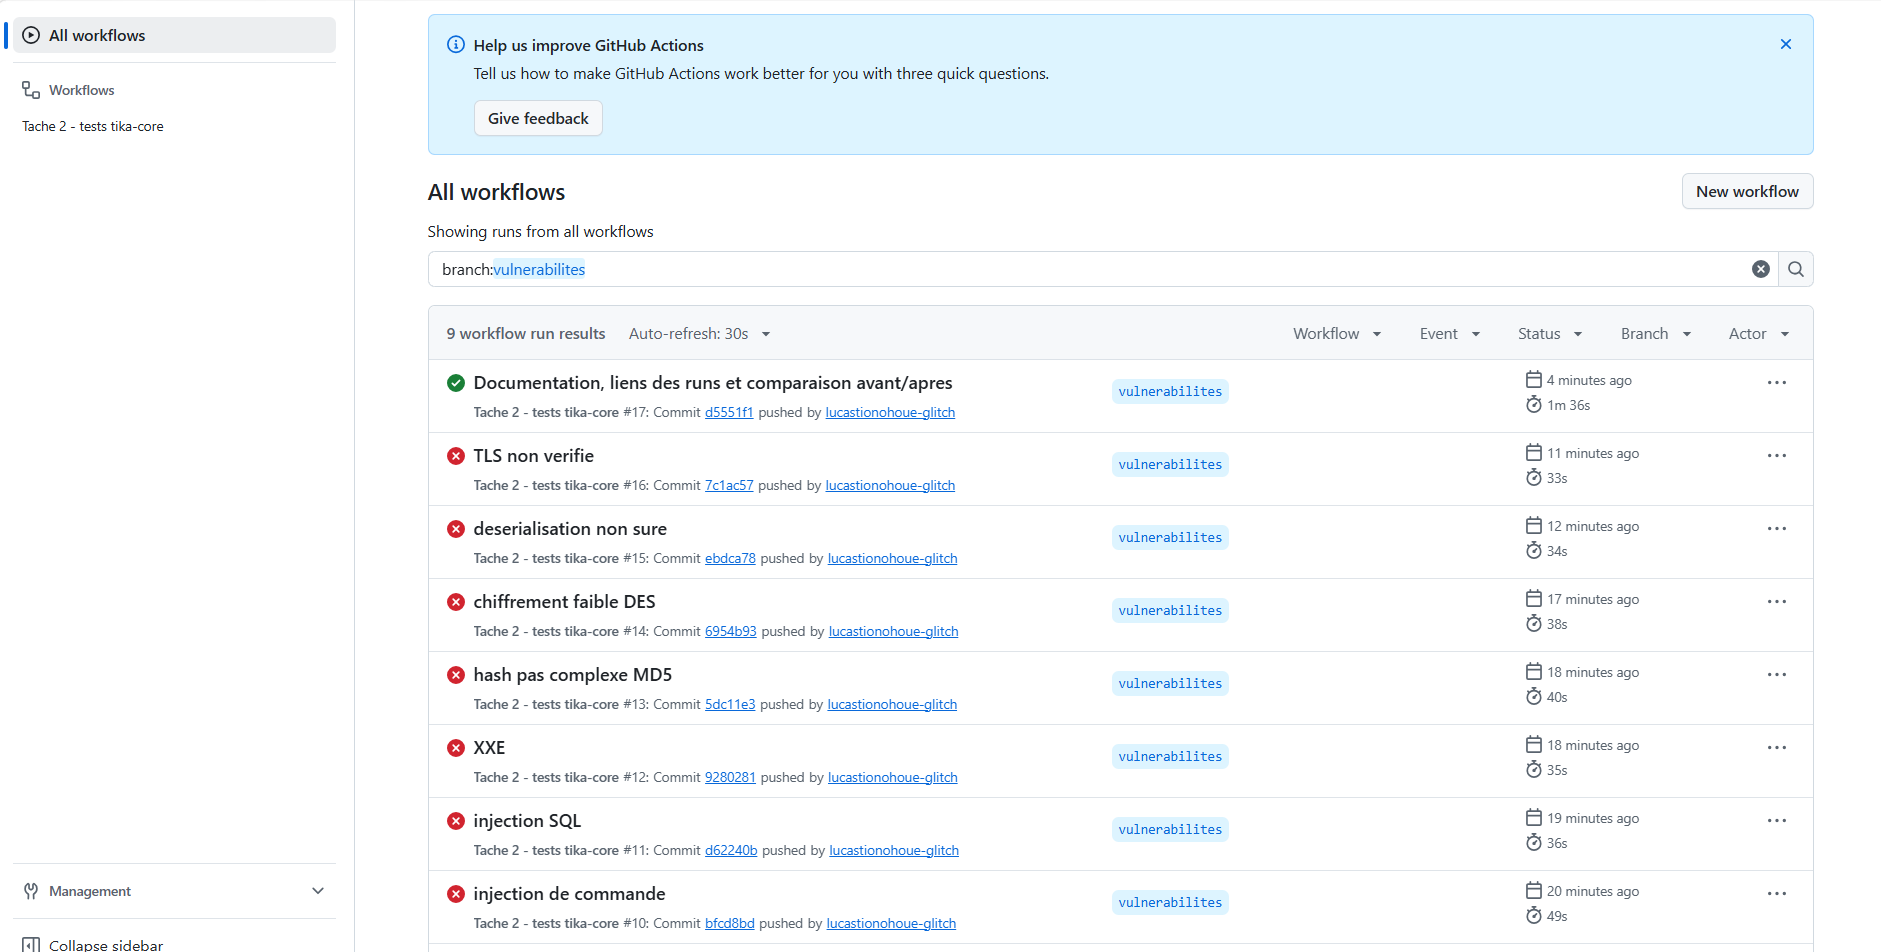 All workflows
Workflows
Tache 2 - tests tika-core
Management
Collapse sidebar
Help us improve GitHub Actions
Tell us how to make GitHub Actions work better for you with three quick questions.
Give feedback
All workflows
New workflow
Showing runs from all workflows
branch:vulnerabilites
9 workflow run results Auto-refresh: 30s Workflow Event Status Branch Actor
Documentation, liens des runs et comparaison avant/apres
Tache 2 - tests tika-core #17: Commit d5551f1 pushed by lucastionohoue-glitch
vulnerabilites
4 minutes ago
1m 36s
TLS non verifie
Tache 2 - tests tika-core #16: Commit 7c1ac57 pushed by lucastionohoue-glitch
vulnerabilites
11 minutes ago
33s
deserialisation non sure
Tache 2 - tests tika-core #15: Commit ebdca78 pushed by lucastionohoue-glitch
vulnerabilites
12 minutes ago
34s
chiffrement faible DES
Tache 2 - tests tika-core #14: Commit 6954b93 pushed by lucastionohoue-glitch
vulnerabilites
17 minutes ago
38s
hash pas complexe MD5
Tache 2 - tests tika-core #13: Commit 5dc11e3 pushed by lucastionohoue-glitch
vulnerabilites
18 minutes ago
40s
XXE
Tache 2 - tests tika-core #12: Commit 9280281 pushed by lucastionohoue-glitch
vulnerabilites
18 minutes ago
35s
injection SQL
Tache 2 - tests tika-core #11: Commit d62240b pushed by lucastionohoue-glitch
vulnerabilites
19 minutes ago
36s
injection de commande
Tache 2 - tests tika-core #10: Commit bfcd8bd pushed by lucastionohoue-glitch
vulnerabilites
20 minutes ago
49s